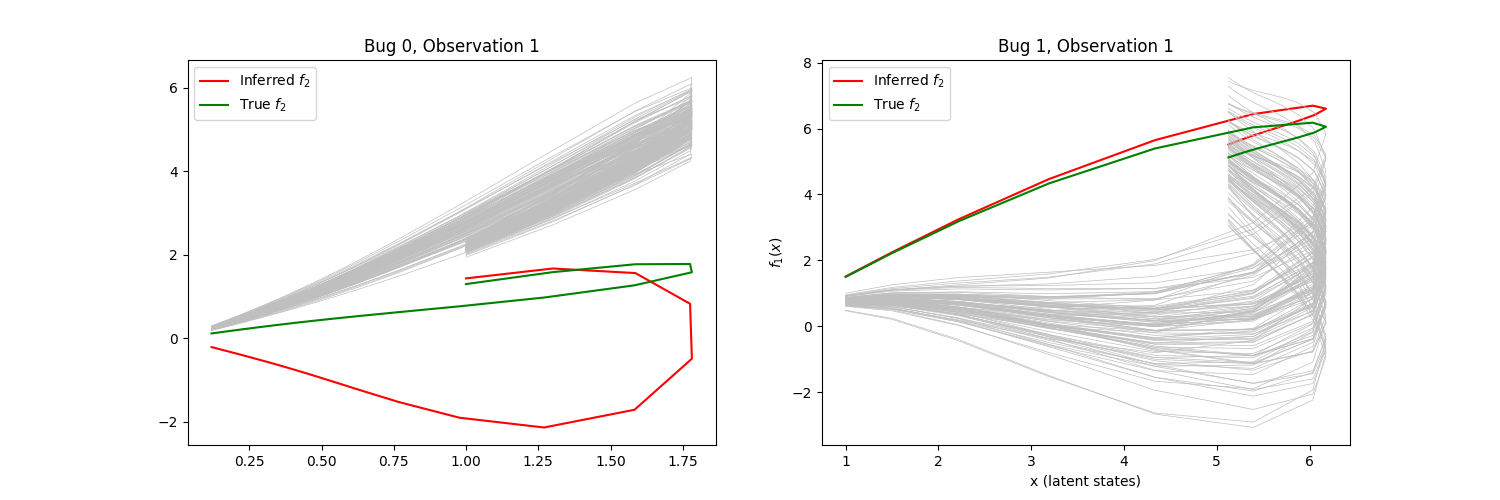 Bug 0, Observation 1
Inferred f₂
True f₂
6
4
2
0
−2
0.25 0.50 0.75 1.00 1.25 1.50 1.75
Bug 1, Observation 1
Inferred f₂
True f₂
8
6
4
2
0
−2
f₁(x)
1 2 3 4 5 6
x (latent states)